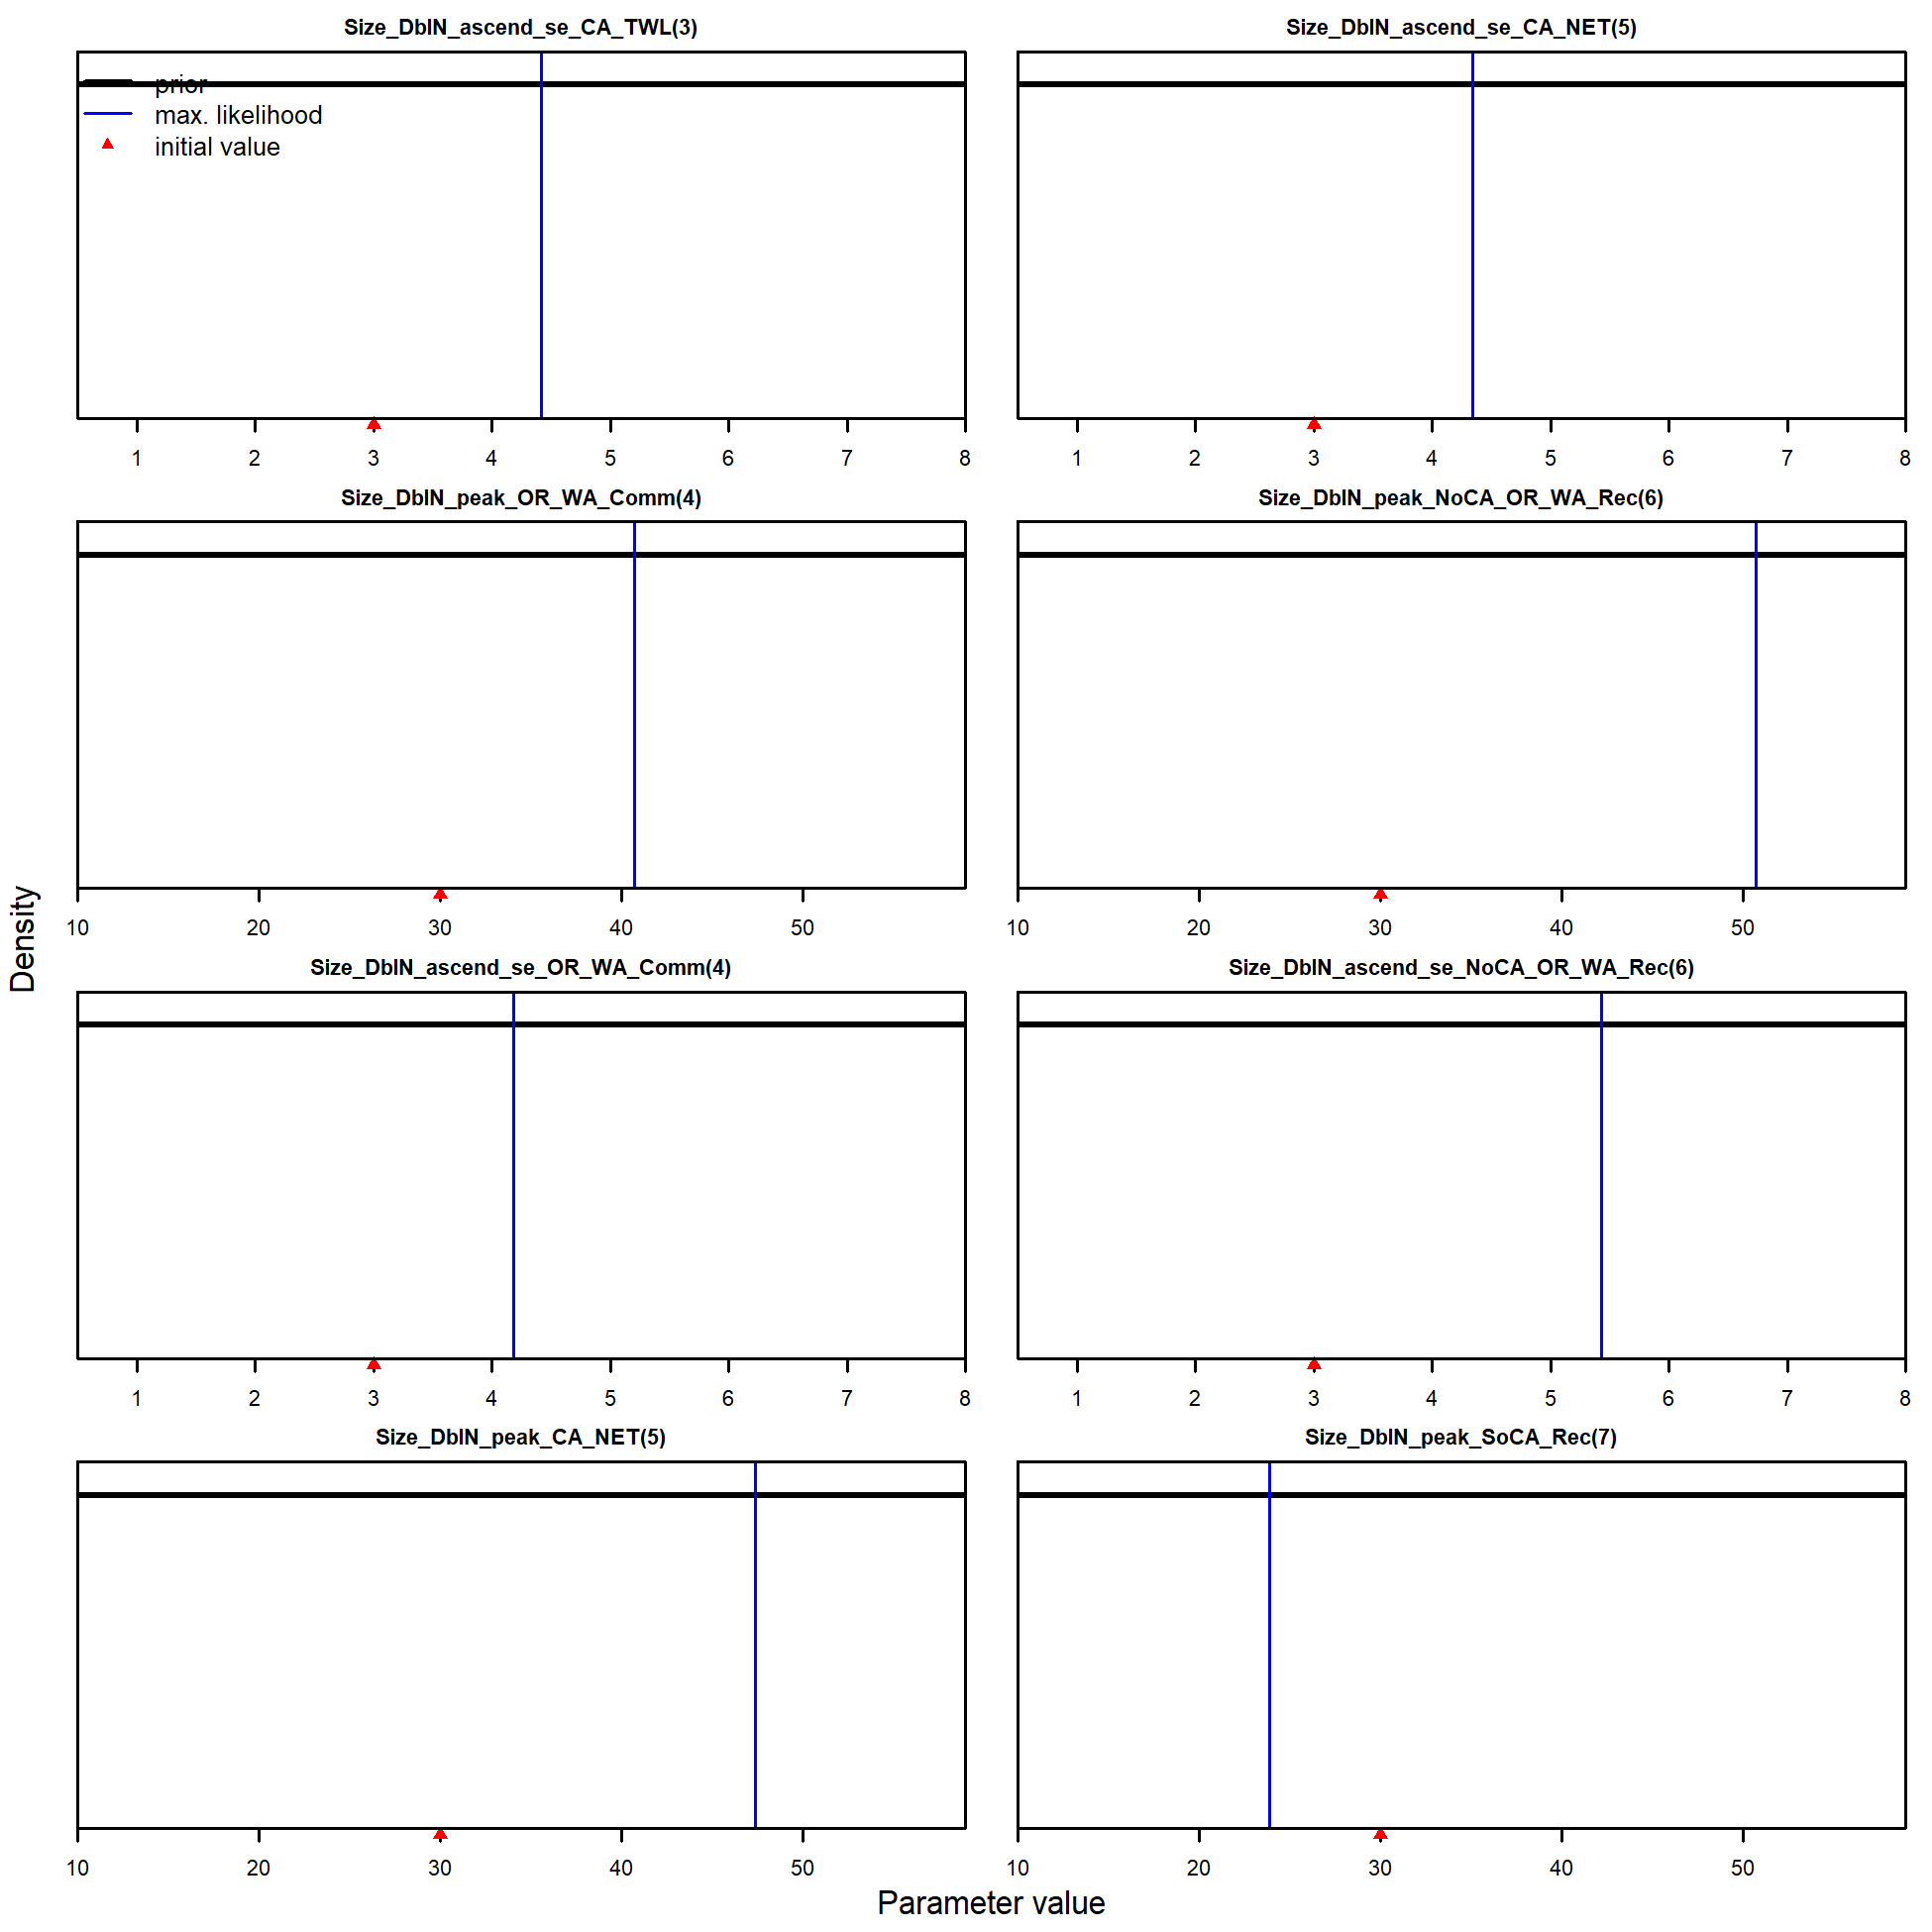 Size_DblN_ascend_se_CA_TWL(3)
prior
max. likelihood
initial value
1 2 3 4 5 6 7 8
Size_DblN_ascend_se_CA_NET(5)
1 2 3 4 5 6 7 8
Size_DblN_peak_OR_WA_Comm(4)
10 20 30 40 50
Size_DblN_peak_NoCA_OR_WA_Rec(6)
10 20 30 40 50
Size_DblN_ascend_se_OR_WA_Comm(4)
1 2 3 4 5 6 7 8
Size_DblN_ascend_se_NoCA_OR_WA_Rec(6)
1 2 3 4 5 6 7 8
Size_DblN_peak_CA_NET(5)
10 20 30 40 50
Size_DblN_peak_SoCA_Rec(7)
10 20 30 40 50
Density
Parameter value